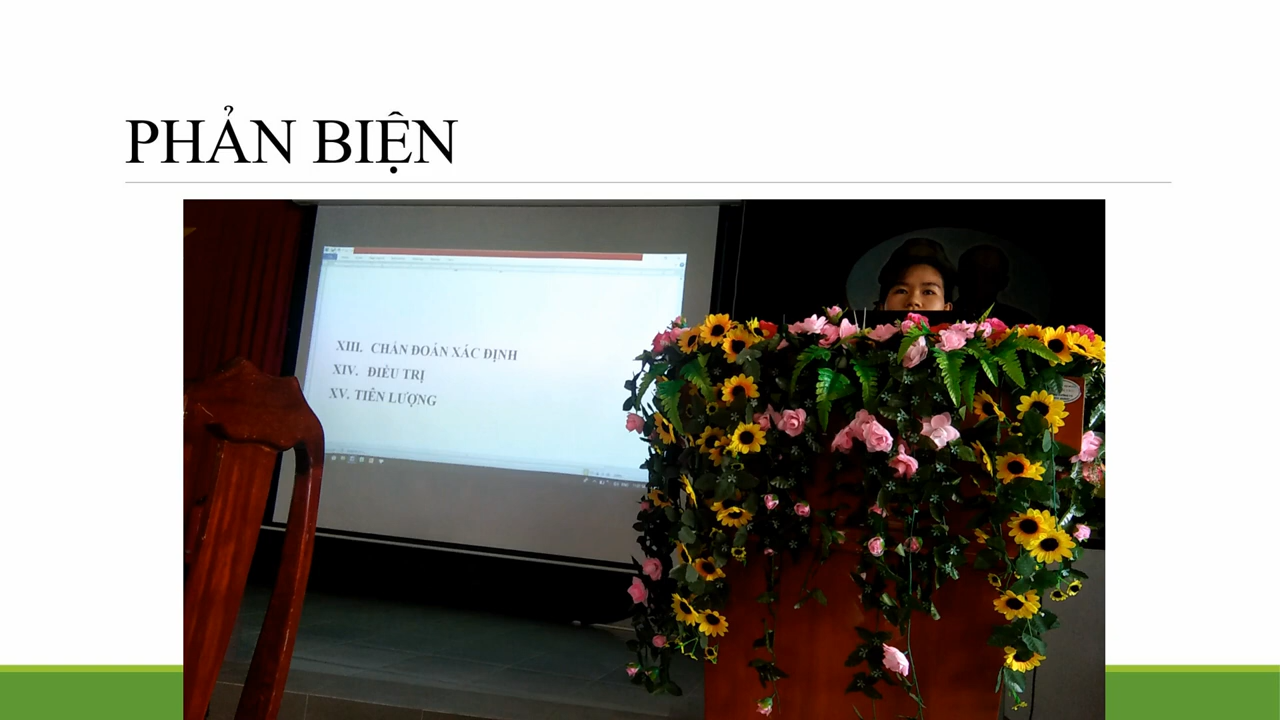 PHẢN BIỆN
XIII. CHẨN ĐOÁN XÁC ĐỊNH
XIV. ĐIỀU TRỊ
XV. TIÊN LƯỢNG